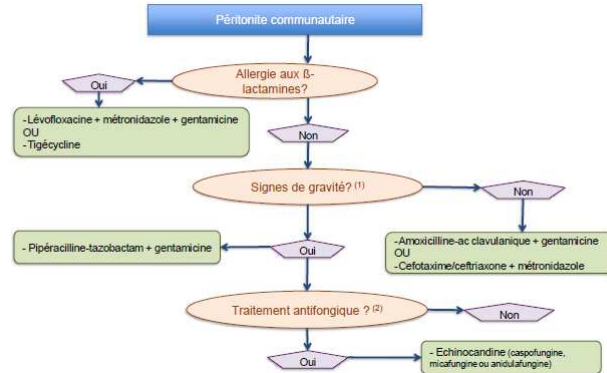 Péritonite communautaire
Allergie aux ß-
lactamines?
Oui
-Lévofloxacine + métronidazole + gentamicine
OU
-Tigécycline
Non
Signes de gravité? (1)
Non
- Pipéracilline-tazobactam + gentamicine
Oui
-Amoxicilline-ac clavulanique + gentamicine
OU
-Cefotaxime/ceftriaxone + métronidazole
Traitement antifongique ? (2)
Non
Oui
- Echinocandine (caspofungine,
micafungine ou anidulafungine)